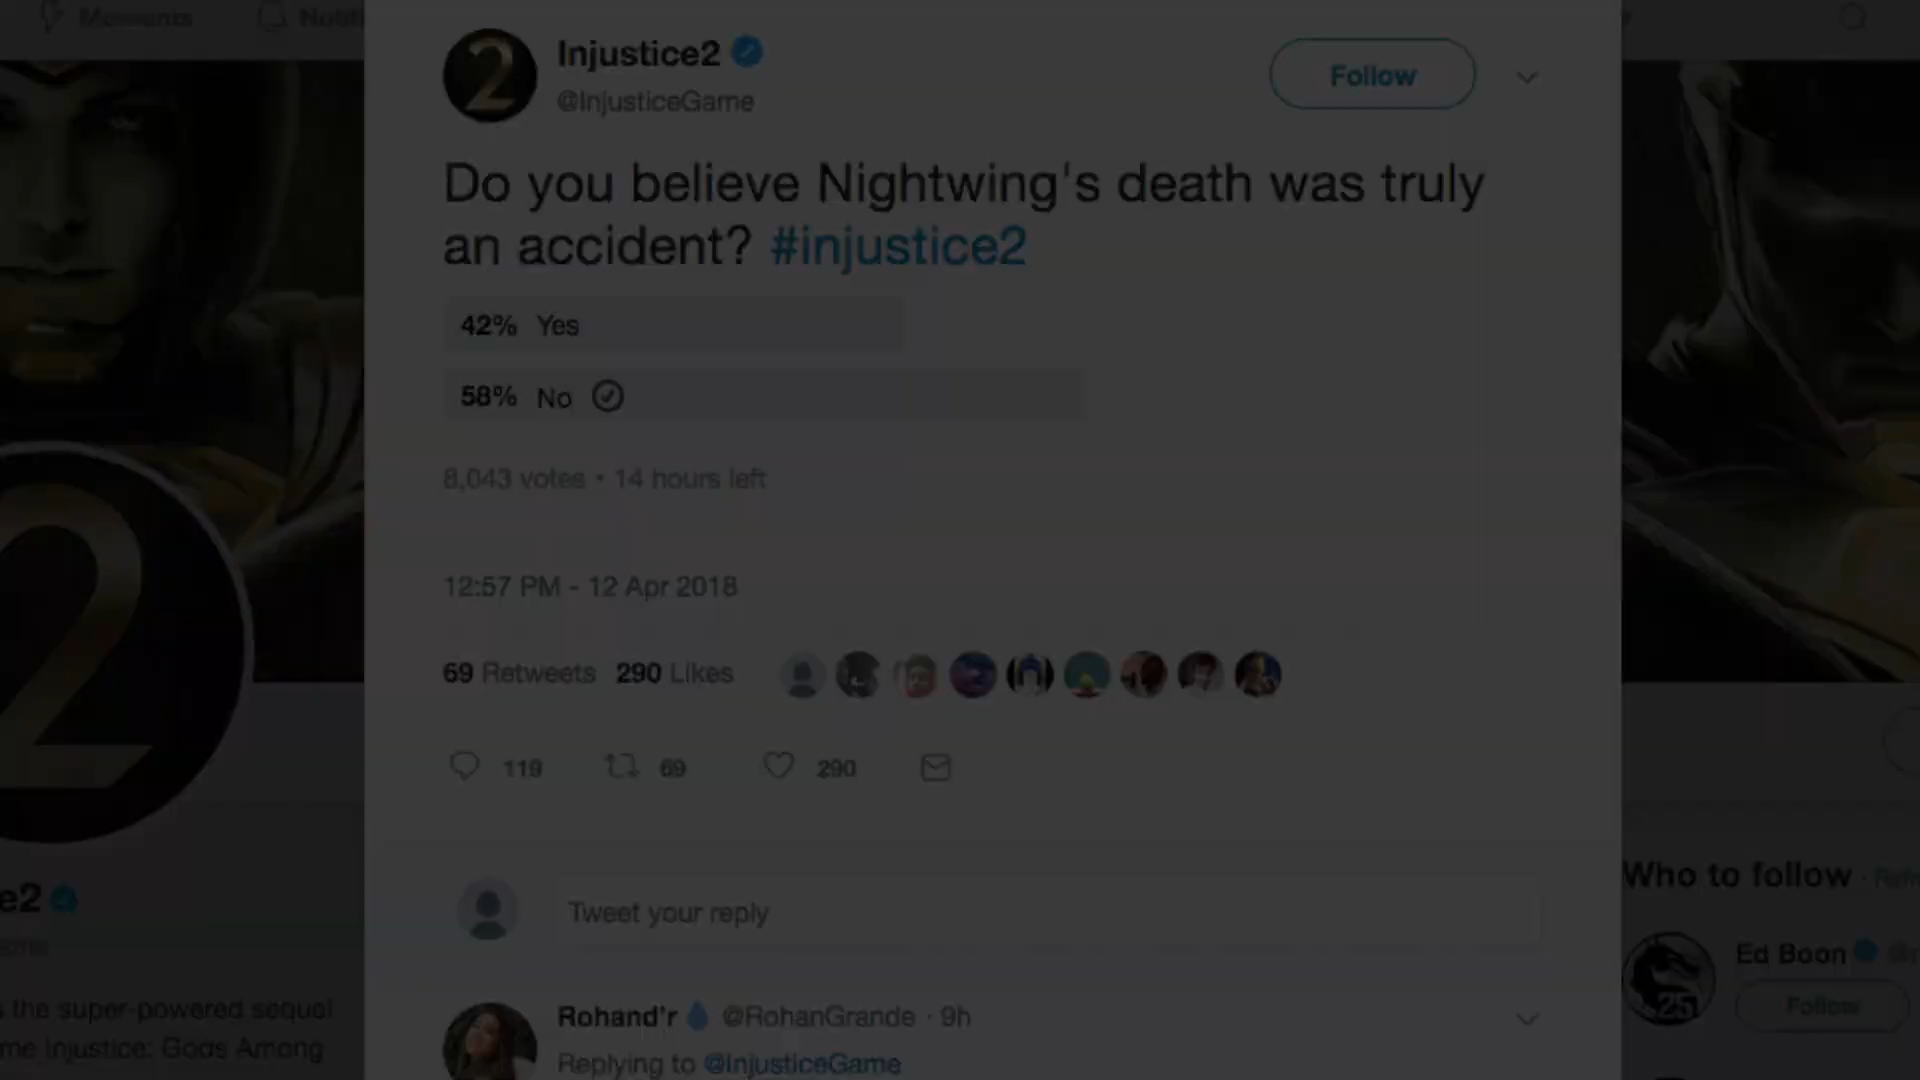 Moments
Injustice2
@InjusticeGame
Follow
Do you believe Nightwing's death was truly
an accident? #injustice2
42% Yes
58% No
8,043 votes • 14 hours left
12:57 PM - 12 Apr 2018
69 Retweets 290 Likes
119 69 290
Tweet your reply
Rohand'r @RohanGrande · 9h
Replying to @InjusticeGame
2
2
e2
s the super-powered sequel
me Injustice: Gods Among
Who to follow ·
Ed Boon
Follow
25